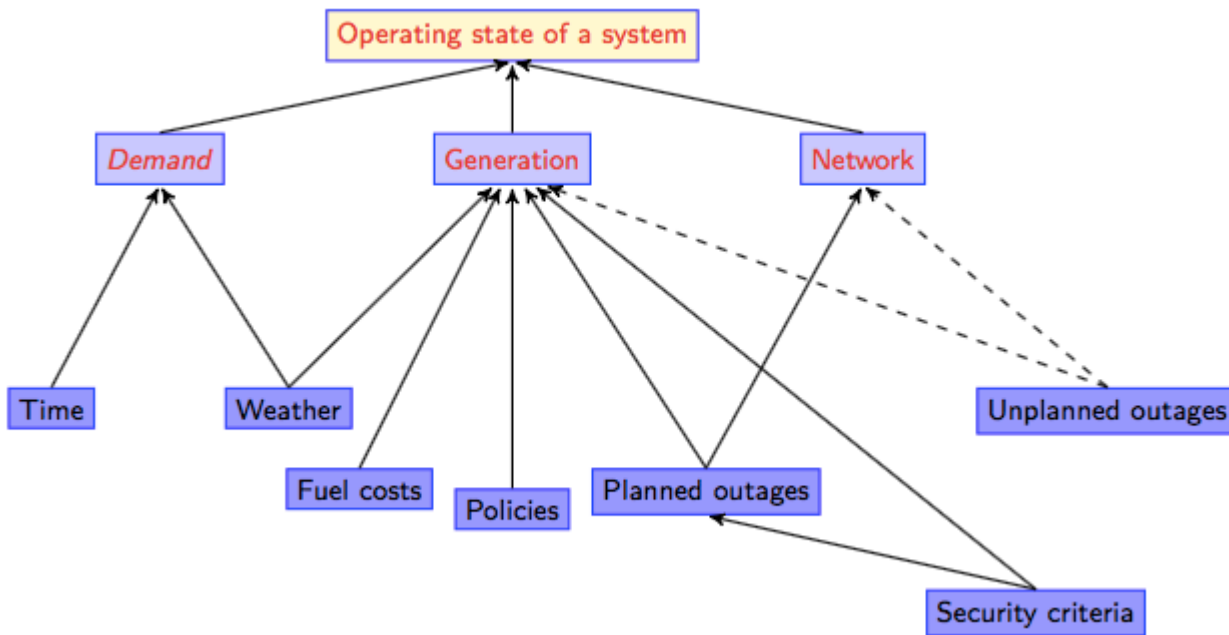 Operating state of a system
Demand
Generation
Network
Time
Weather
Unplanned outages
Fuel costs
Policies
Planned outages
Security criteria